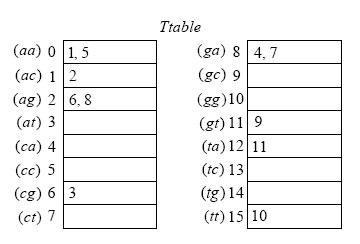 Ttable
(aa) 0 1, 5
(ac) 1 2
(ag) 2 6, 8
(at) 3
(ca) 4
(cc) 5
(cg) 6 3
(ct) 7
(ga) 8 4, 7
(gc) 9
(gg) 10
(gt) 11 9
(ta) 12 11
(tc) 13
(tg) 14
(tt) 15 10